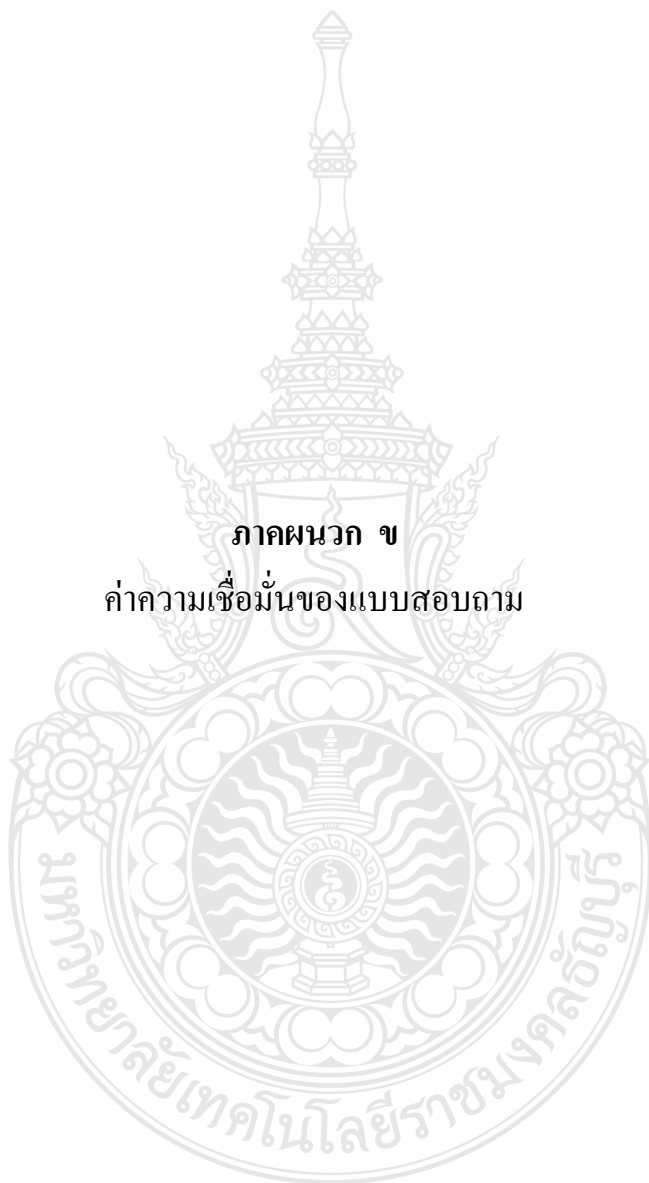 ภาคผนวก ข
ค่าความเชื่อมั่นของแบบสอบถาม
มหาวิทยาลัยเทคโนโลยีราชมงคลธัญบุรี